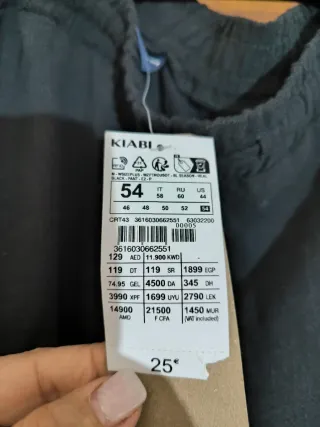 KIABI
BLACK - PANT - C2 - P
54
IT
58
RU
60
US
44
46 48 50 52 54
CRT43 3616030662551 63032200
00005
3616030662551
129 AED 11.900 KWD
119 DT 119 SR 1899 EGP
74.95 GEL 4500 DA 345 DH
3990 XPF 1699 UYU 2790 LEK
14900 AMD 21500 F CFA 1450 MUR
(VAT included)
25€